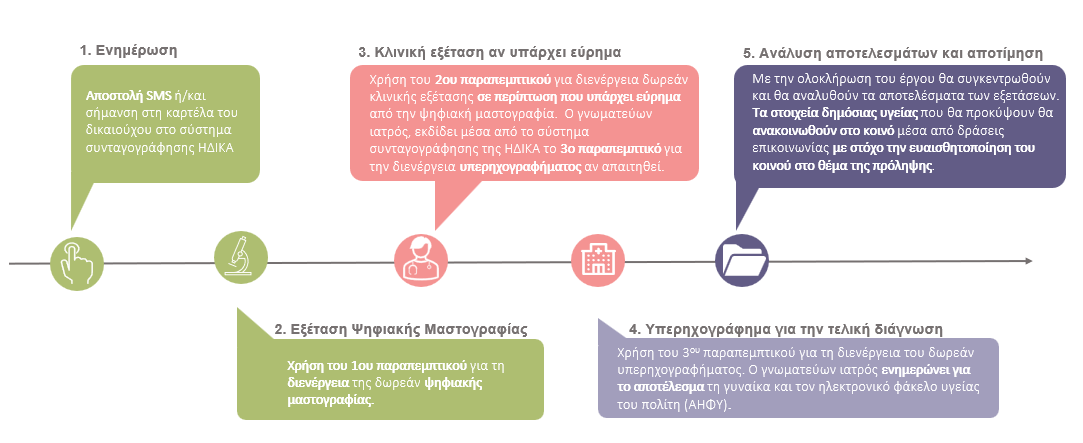 1. Ενημέρωση
Αποστολή SMS ή/και
σήμανση στη καρτέλα του
δικαιούχου στο σύστημα
συνταγογράφησης ΗΔΙΚΑ
2. Εξέταση Ψηφιακής Μαστογραφίας
Χρήση του 1ου παραπεμπτικού για τη
διενέργεια της δωρεάν ψηφιακής
μαστογραφίας.
3. Κλινική εξέταση αν υπάρχει εύρημα
Χρήση του 2ου παραπεμπτικού για διενέργεια δωρεάν
κλινικής εξέτασης σε περίπτωση που υπάρχει εύρημα
από την ψηφιακή μαστογραφία. Ο γνωματεύων
ιατρός, εκδίδει μέσα από το σύστημα
συνταγογράφησης της ΗΔΙΚΑ το 3ο παραπεμπτικό για
την διενέργεια υπερηχογραφήματος αν απαιτηθεί.
4. Υπερηχογράφημα για την τελική διάγνωση
Χρήση του 3ου παραπεμπτικού για τη διενέργεια του δωρεάν
υπερηχογραφήματος. Ο γνωματεύων ιατρός ενημερώνει για
το αποτέλεσμα τη γυναίκα και τον ηλεκτρονικό φάκελο υγείας
του πολίτη (ΑΗΦΥ).
5. Ανάλυση αποτελεσμάτων και αποτίμηση
Με την ολοκλήρωση του έργου θα συγκεντρωθούν
και θα αναλυθούν τα αποτελέσματα των εξετάσεων.
Τα στοιχεία δημόσιας υγείας που θα προκύψουν θα
ανακοινωθούν στο κοινό μέσα από δράσεις
επικοινωνίας με στόχο την ευαισθητοποίηση του
κοινού στο θέμα της πρόληψης.